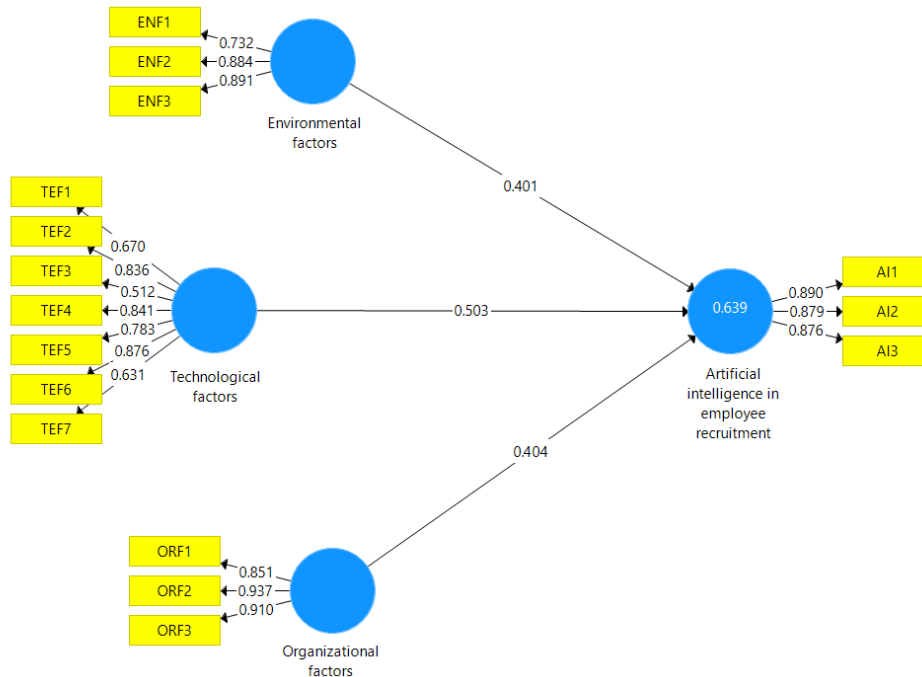 ENF1
0.732
ENF2
0.884
ENF3
0.891
Environmental
factors
0.401
TEF1
0.670
TEF2
0.836
TEF3
0.512
TEF4
0.841
TEF5
0.783
TEF6
0.876
TEF7
0.631
Technological
factors
0.503
0.639
AI1
0.890
AI2
0.879
AI3
0.876
Artificial
intelligence in
employee
recruitment
0.404
ORF1
0.851
ORF2
0.937
ORF3
0.910
Organizational
factors